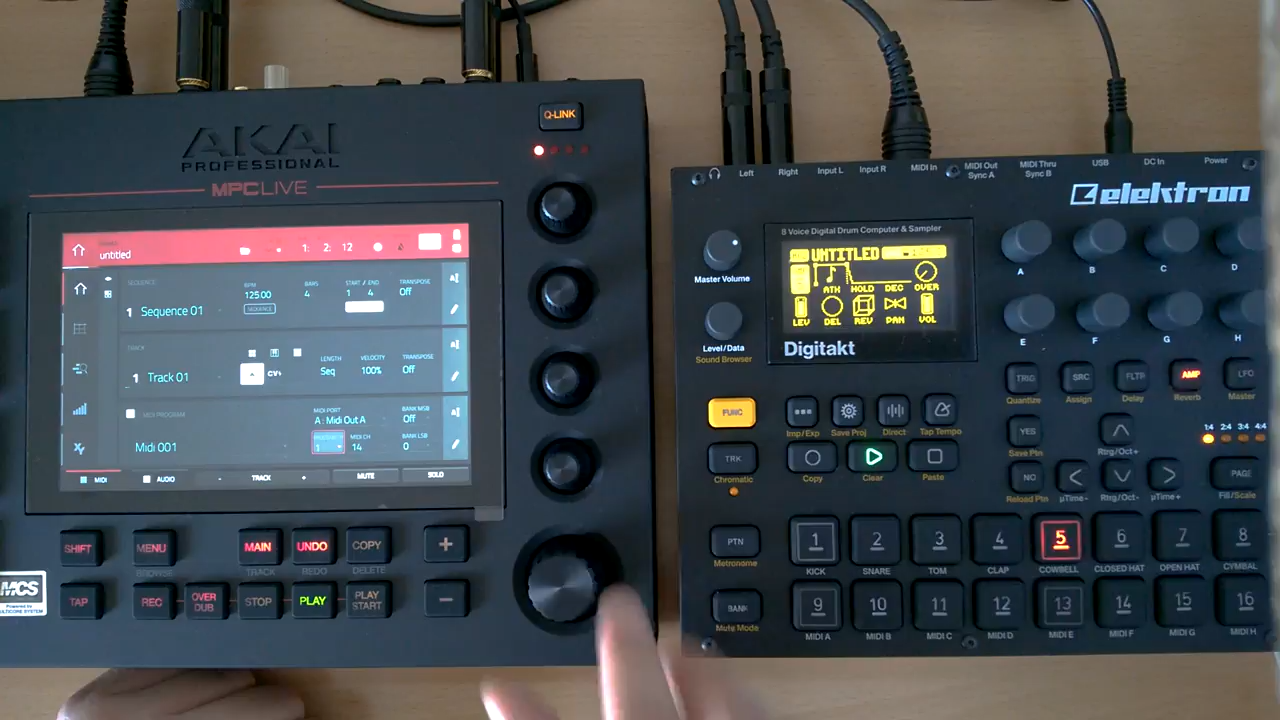 AKAI
PROFESSIONAL
MPC LIVE
Q-LINK
untitled
1: 2: 12
SEQUENCE
1 Sequence 01
BPM
125.00
SEQUENCE
BARS
4
START / END
1 4
TRANSPOSE
Off
TRACK
1 Track 01
CV
LENGTH
Seq
VELOCITY
100%
TRANSPOSE
Off
MIDI PROGRAM
Midi 001
MIDI PORT
A: Midi Out A
1
MIDI CH
14
BANK MSB
Off
BANK LSB
0
MIDI
AUDIO
- TRACK +
MUTE
SOLO
SHIFT
MENU
BROWSE
MAIN
TRACK
UNDO
REDO
COPY
DELETE
+
TAP
REC
OVER DUB
STOP
PLAY
PLAY START
-
MCS
Left
Right
Input L
Input R
MIDI In
MIDI Out
Sync A
MIDI Thru
Sync B
USB
DC In
Power
elektron
8 Voice Digital Drum Computer & Sampler
Master Volume
UNTITLED
ATH HOLD DEC OVER
LEV DEL REV PAN VOL
Digitakt
Level/Data
Sound Browser
A B C D
E F G H
TRIG
Quantize
SRC
Assign
FLTR
Delay
AMP
Reverb
LFO
Master
FUNC
Imp/Exp
Save Proj
Direct
Tap Tempo
YES
Save Ptn
Rtrg/Oct+
1:4 2:4 3:4 4:4
TRK
Chromatic
Copy
Clear
Paste
NO
Reload Ptn
µTime-
Rtrg/Oct-
µTime+
PAGE
Fill/Scale
PTN
Metronome
1 2 3 4 5 6 7 8
KICK SNARE TOM CLAP COWBELL CLOSED HAT OPEN HAT CYMBAL
BANK
Mute Mode
9 10 11 12 13 14 15 16
MIDI A MIDI B MIDI C MIDI D MIDI E MIDI F MIDI G MIDI H